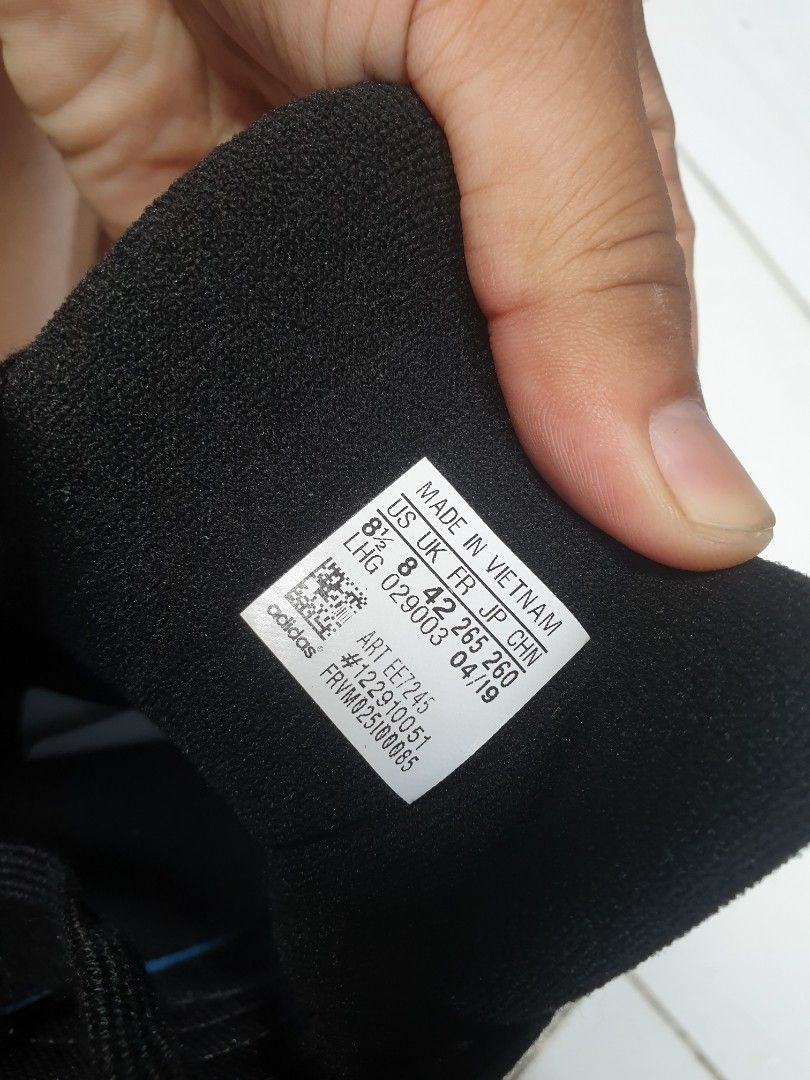 MADE IN VIETNAM
US UK FR JP CHN
8½ 8 42 265 260
LHG 029003 04/19
adidas®
ART EE7245
#122910051
FRVM025I00085